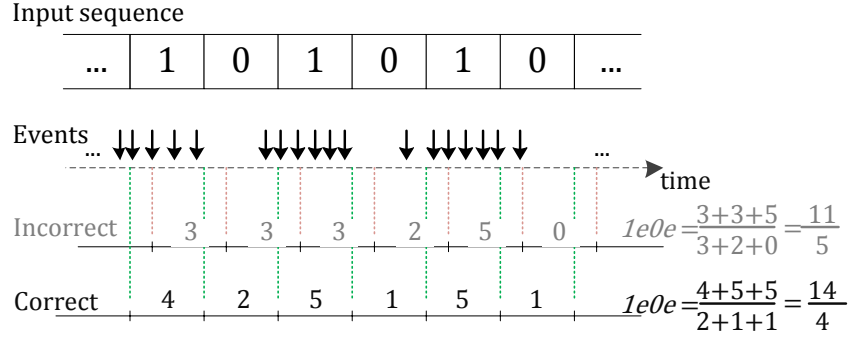 Input sequence
... 1 0 1 0 1 0 ...
Events
... ...
time
Incorrect 3 3 3 2 5 0 1e0e = 3+3+5 / 3+2+0 = 11 / 5
Correct 4 2 5 1 5 1 1e0e = 4+5+5 / 2+1+1 = 14 / 4